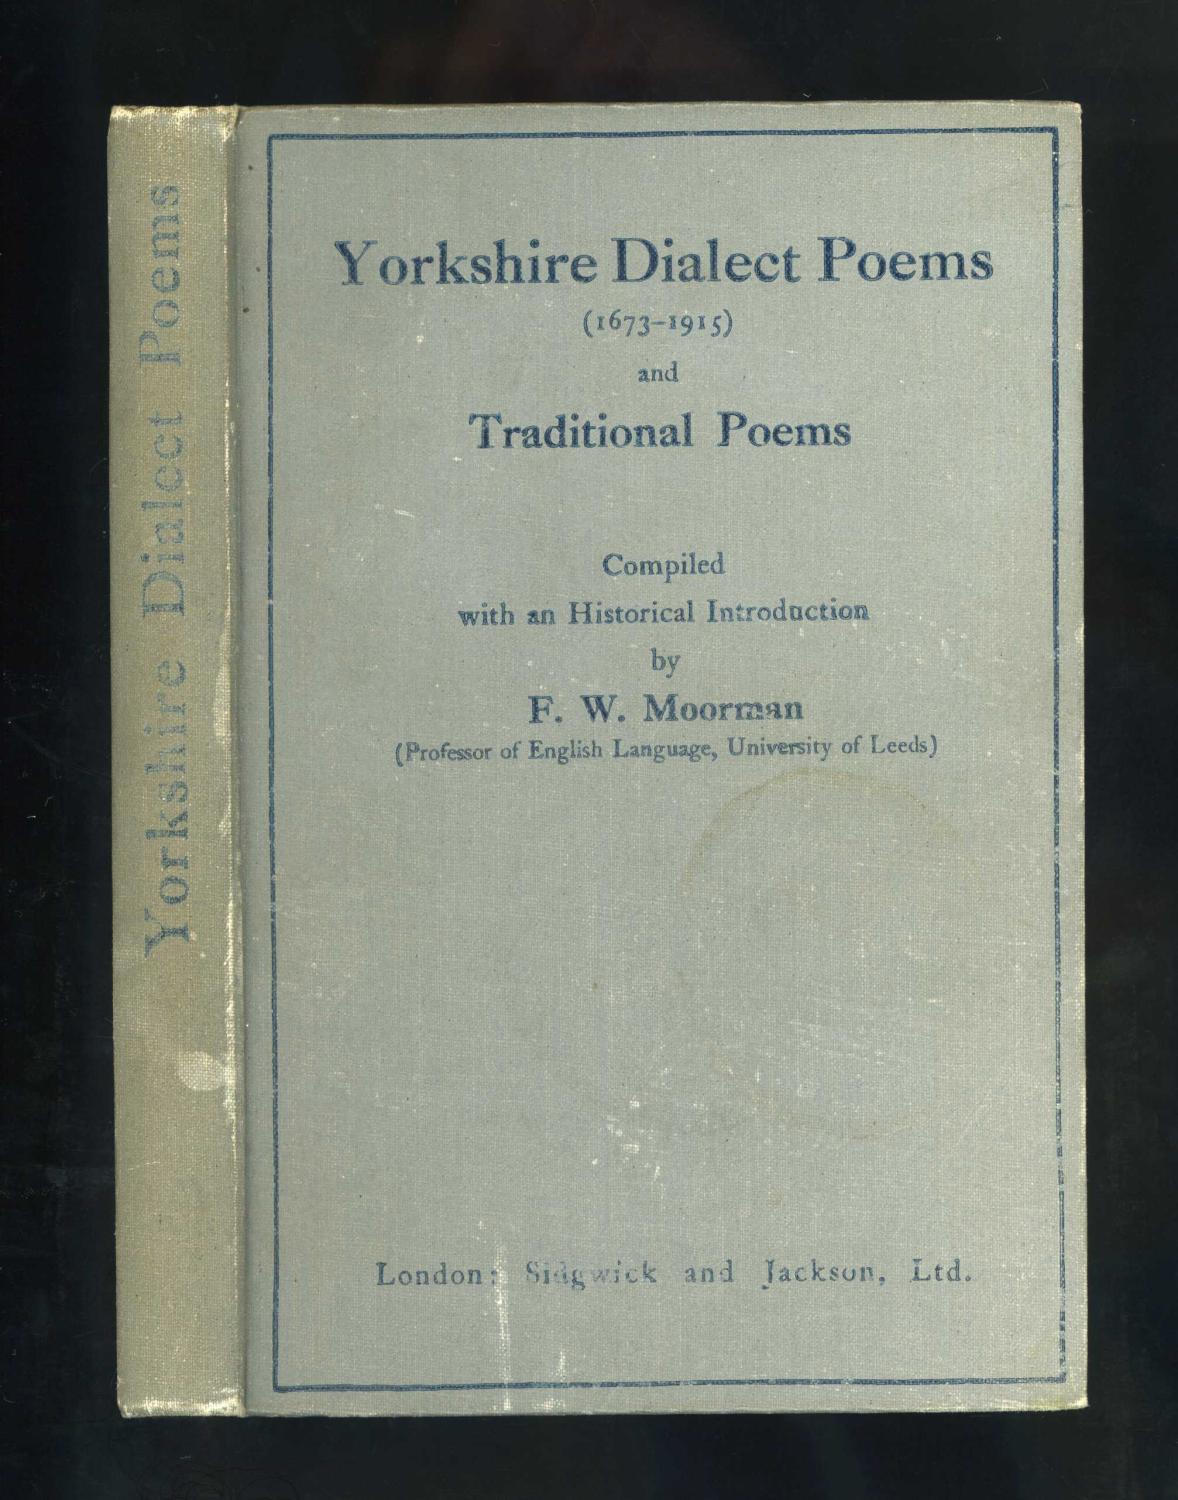 Yorkshire Dialect Poems
Yorkshire Dialect Poems
(1673-1915)
and
Traditional Poems
Compiled
with an Historical Introduction
by
F. W. Moorman
(Professor of English Language, University of Leeds)
London: Sidgwick and Jackson, Ltd.